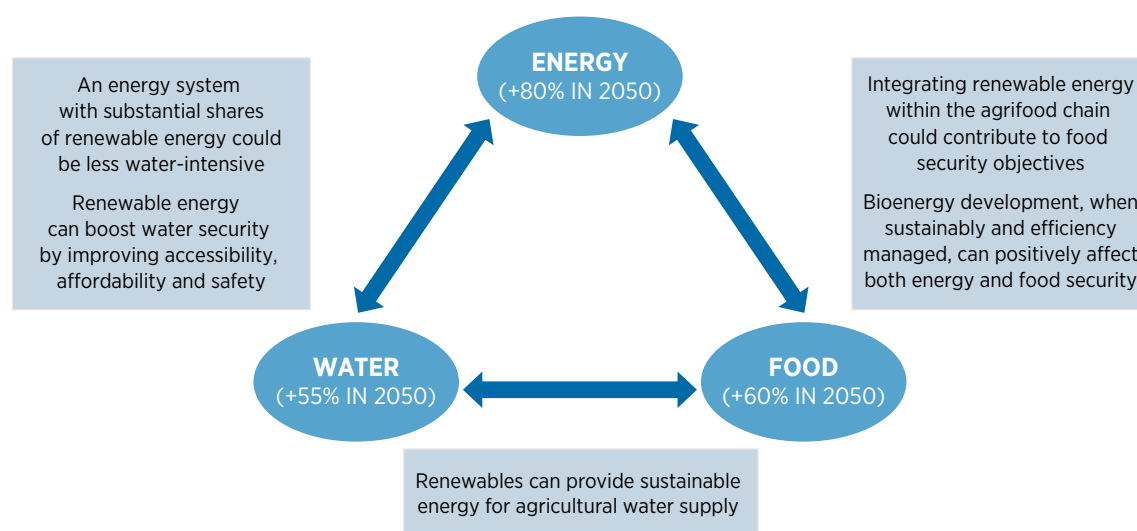 ENERGY
(+80% IN 2050)
An energy system
with substantial shares
of renewable energy could
be less water-intensive
Renewable energy
can boost water security
by improving accessibility,
affordability and safety
Integrating renewable energy
within the agrifood chain
could contribute to food
security objectives
Bioenergy development, when
sustainably and efficiency
managed, can positively affect
both energy and food security
WATER
(+55% IN 2050)
FOOD
(+60% IN 2050)
Renewables can provide sustainable
energy for agricultural water supply